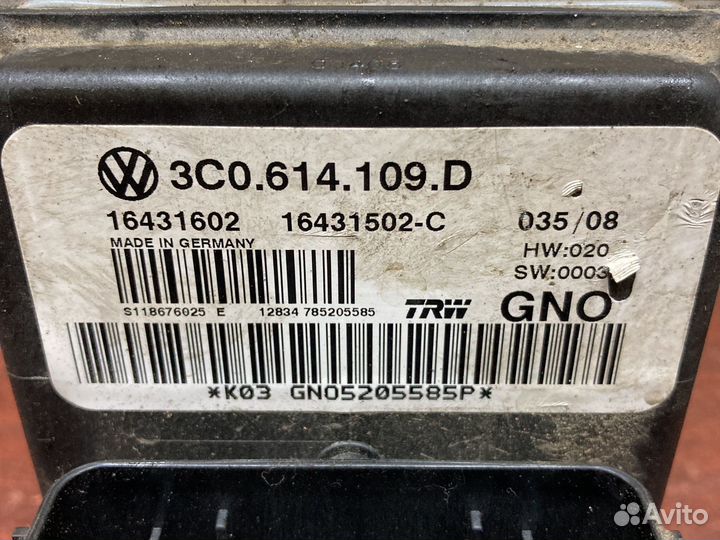 3C0.614.109.D
16431602 16431502-C 035/08
MADE IN GERMANY HW:020
SW:0003
S118676025 E 12834 785205585 TRW GNO
*K03 GNO5205585P*
Avito